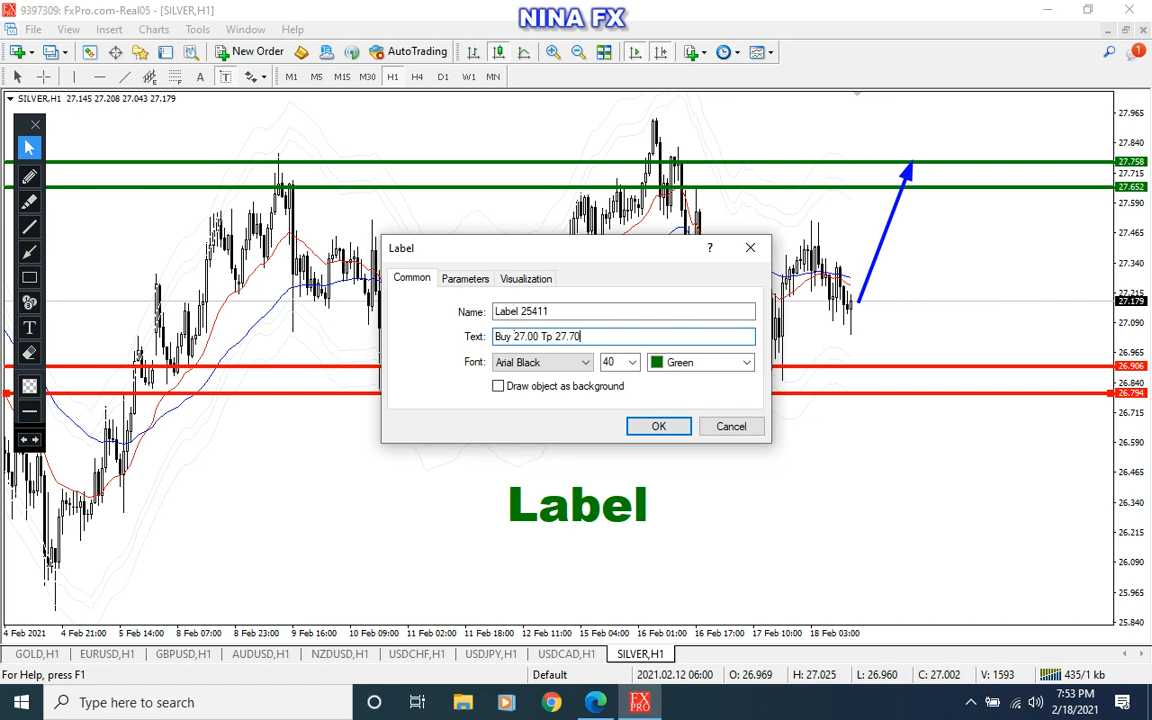 NINA FX
9397309: FxPro.com-Real05 - [SILVER,H1]
File View Insert Charts Tools Window Help
New Order AutoTrading 1
A T M1 M5 M15 M30 H1 H4 D1 W1 MN
SILVER,H1 27.145 27.208 27.043 27.179
27.965
27.840
27.758
27.715
27.652
27.590
27.465
27.340
27.215
27.179
27.090
26.965
26.906
26.840
26.794
26.715
26.590
26.465
26.340
26.215
26.090
25.965
25.840
Label
Common Parameters Visualization
Name: Label 25411
Text: Buy 27.00 Tp 27.70
Font: Arial Black 40 Green
Draw object as background
OK Cancel
Label
4 Feb 2021 4 Feb 21:00 5 Feb 14:00 8 Feb 07:00 8 Feb 23:00 9 Feb 16:00 10 Feb 09:00 11 Feb 02:00 11 Feb 18:00 12 Feb 11:00 15 Feb 04:00 16 Feb 01:00 16 Feb 17:00 17 Feb 10:00 18 Feb 03:00
GOLD,H1 EURUSD,H1 GBPUSD,H1 AUDUSD,H1 NZDUSD,H1 USDCHF,H1 USDJPY,H1 USDCAD,H1 SILVER,H1
For Help, press F1 Default 2021.02.12 06:00 O: 26.969 H: 27.025 L: 26.960 C: 27.002 V: 1593 435/1 kb
Type here to search FX PRO 7:53 PM
2/18/2021